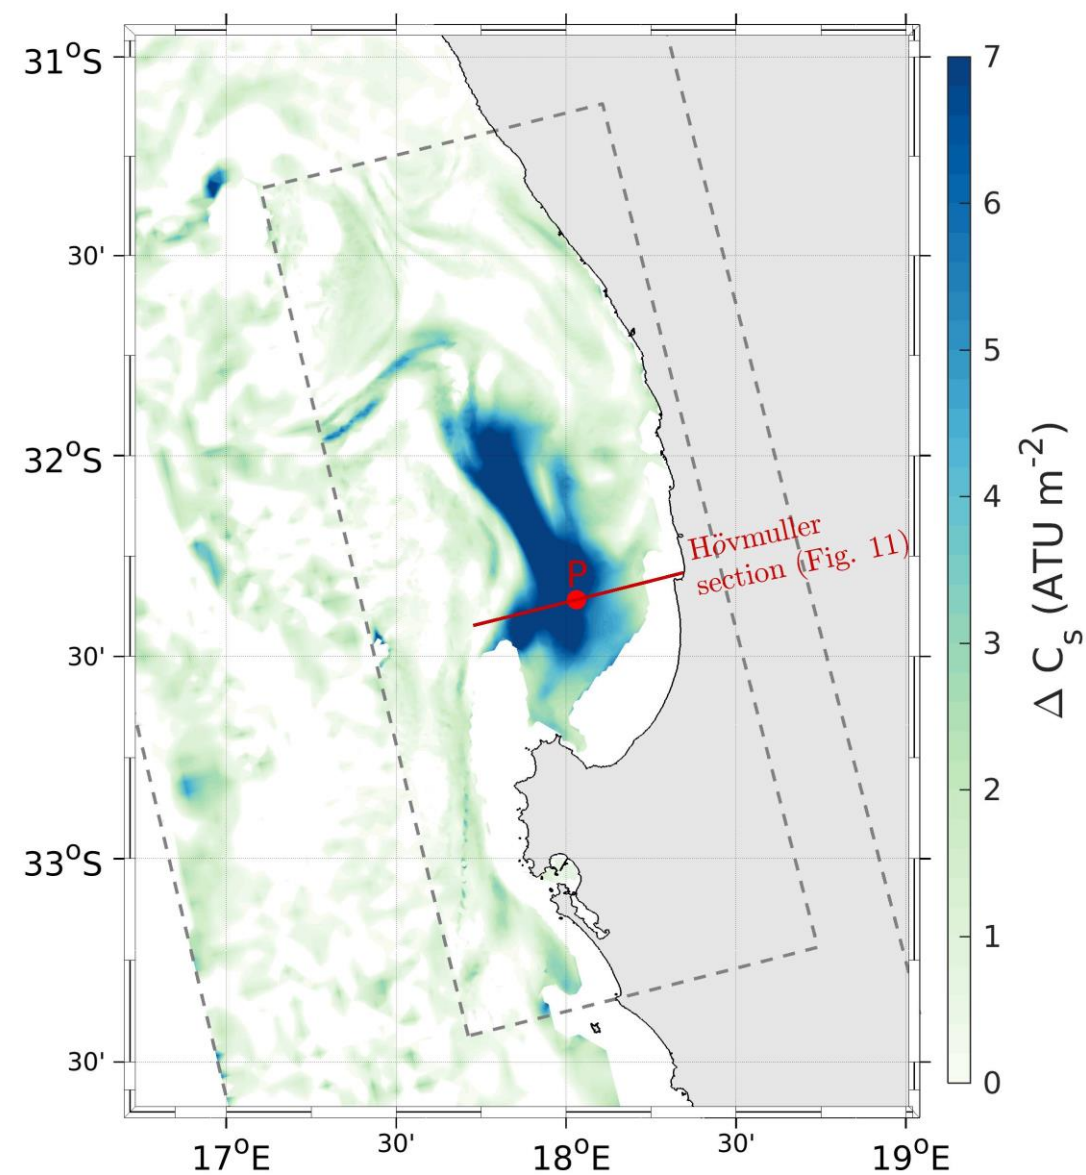 31°S
30'
32°S
30'
33°S
30'
17°E
30'
18°E
30'
19°E
P
Hövmuller
section (Fig. 11)
7
6
5
4
3
2
1
0
Δ Cₛ (ATU m⁻²)